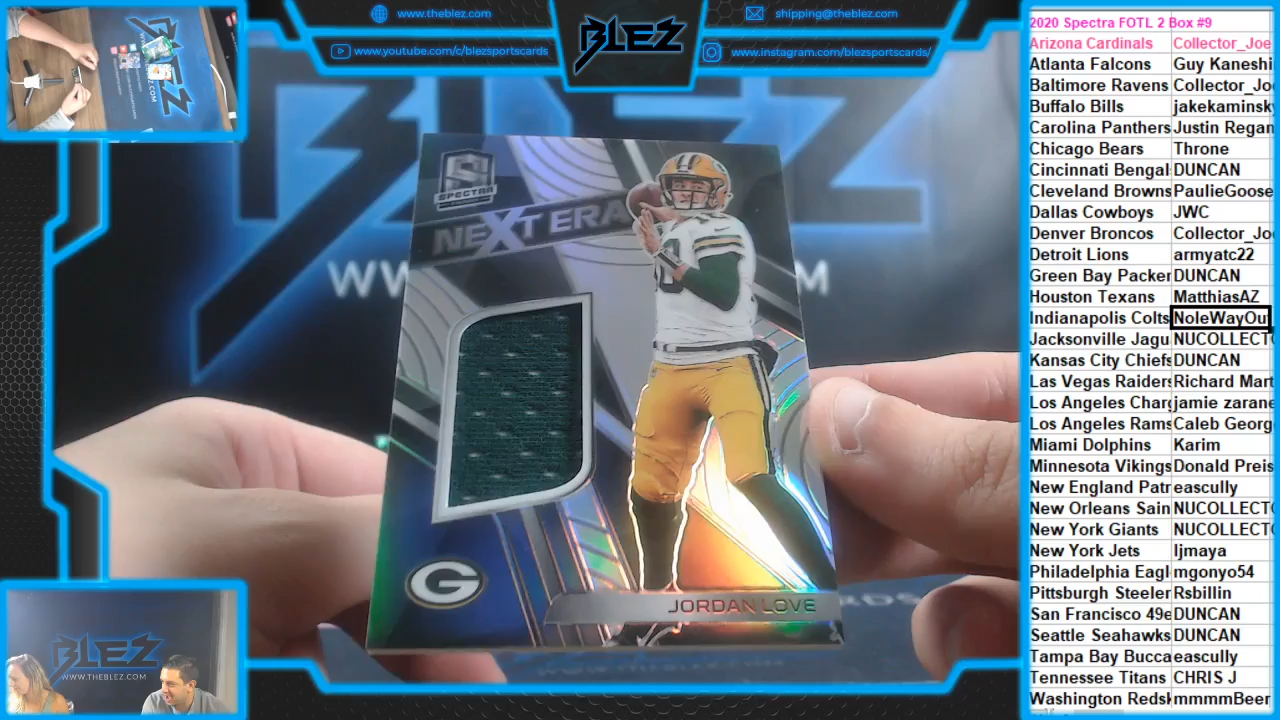 www.theblez.com
www.youtube.com/c/blezsportscards
BLEZ
shipping@theblez.com
www.instagram.com/blezsportscards/
SPECTRA
NEXT ERA
G
JORDAN LOVE
BLEZ
WWW.THEBLEZ.COM
2020 Spectra FOTL 2 Box #9
Arizona Cardinals Collector_Joe
Atlanta Falcons Guy Kaneshi
Baltimore Ravens Collector_Joe
Buffalo Bills jakekaminsky
Carolina Panthers Justin Regan
Chicago Bears Throne
Cincinnati Bengal DUNCAN
Cleveland Browns PaulieGoose
Dallas Cowboys JWC
Denver Broncos Collector_Joe
Detroit Lions armyatc22
Green Bay Packer DUNCAN
Houston Texans MatthiasAZ
Indianapolis Colts NoleWayOu
Jacksonville Jagu NUCOLLECTO
Kansas City Chiefs DUNCAN
Las Vegas Raiders Richard Mart
Los Angeles Charg jamie zarane
Los Angeles Rams Caleb Georg
Miami Dolphins Karim
Minnesota Vikings Donald Preis
New England Patr eascully
New Orleans Sain NUCOLLECTO
New York Giants NUCOLLECTO
New York Jets ljmaya
Philadelphia Eagl mgonyo54
Pittsburgh Steeler Rsbillin
San Francisco 49e DUNCAN
Seattle Seahawks DUNCAN
Tampa Bay Bucca eascully
Tennessee Titans CHRIS J
Washington Redsk mmmmBeer